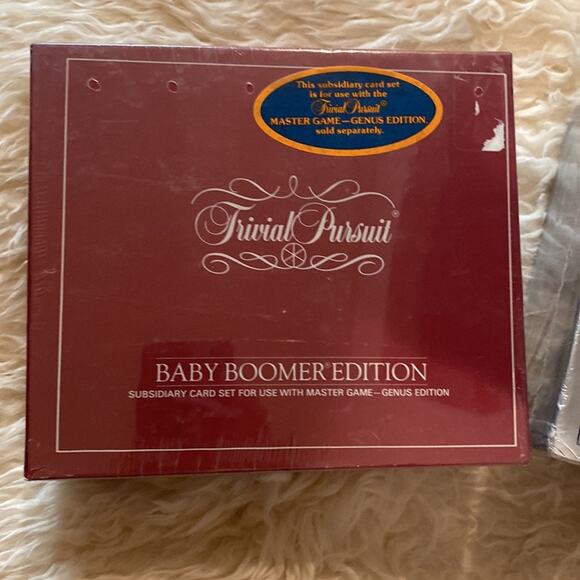 This subsidiary card set
is for use with the
Trivial Pursuit®
MASTER GAME—GENUS EDITION,
sold separately.
Trivial Pursuit®
BABY BOOMER® EDITION
SUBSIDIARY CARD SET FOR USE WITH MASTER GAME—GENUS EDITION